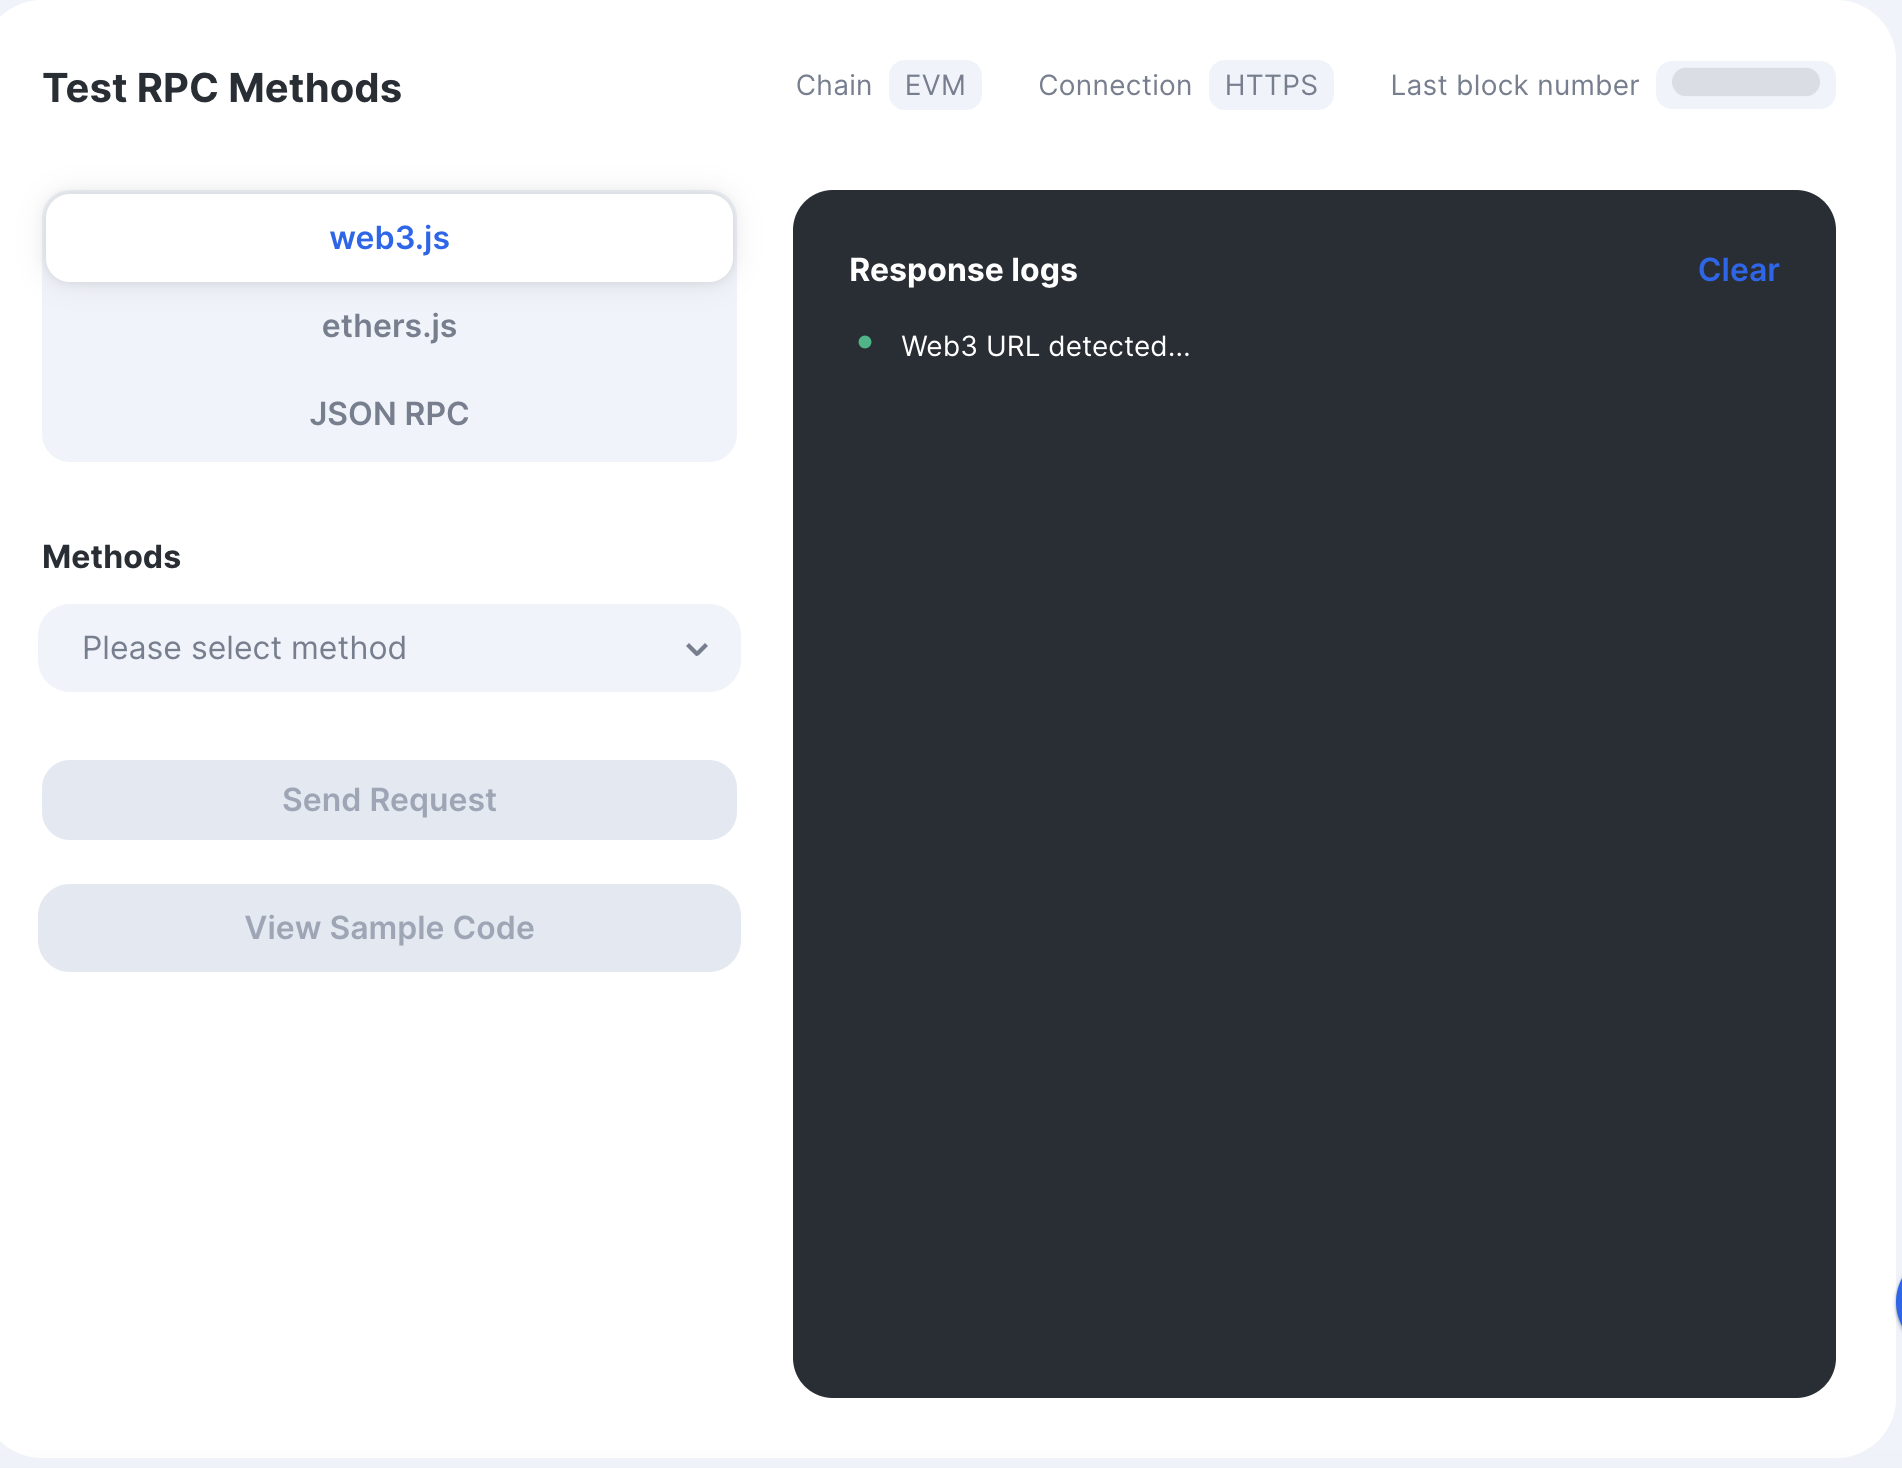 Test RPC Methods
Chain EVM Connection HTTPS Last block number
web3.js
ethers.js
JSON RPC
Methods
Please select method
Send Request
View Sample Code
Response logs Clear
Web3 URL detected...